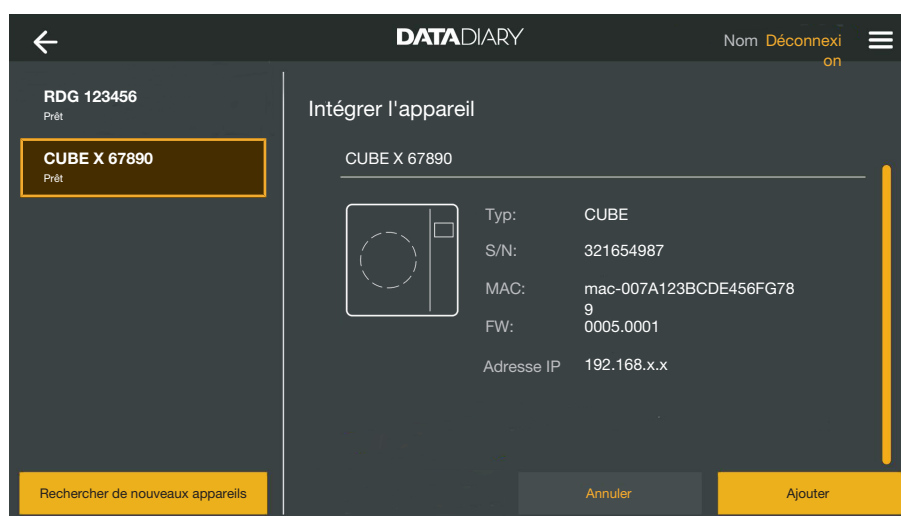 DATADIARY
Nom Déconnexi
on
RDG 123456
Prêt
CUBE X 67890
Prêt
Rechercher de nouveaux appareils
Intégrer l'appareil
CUBE X 67890
Typ: CUBE
S/N: 321654987
MAC: mac-007A123BCDE456FG78
9
FW: 0005.0001
Adresse IP 192.168.x.x
Annuler
Ajouter